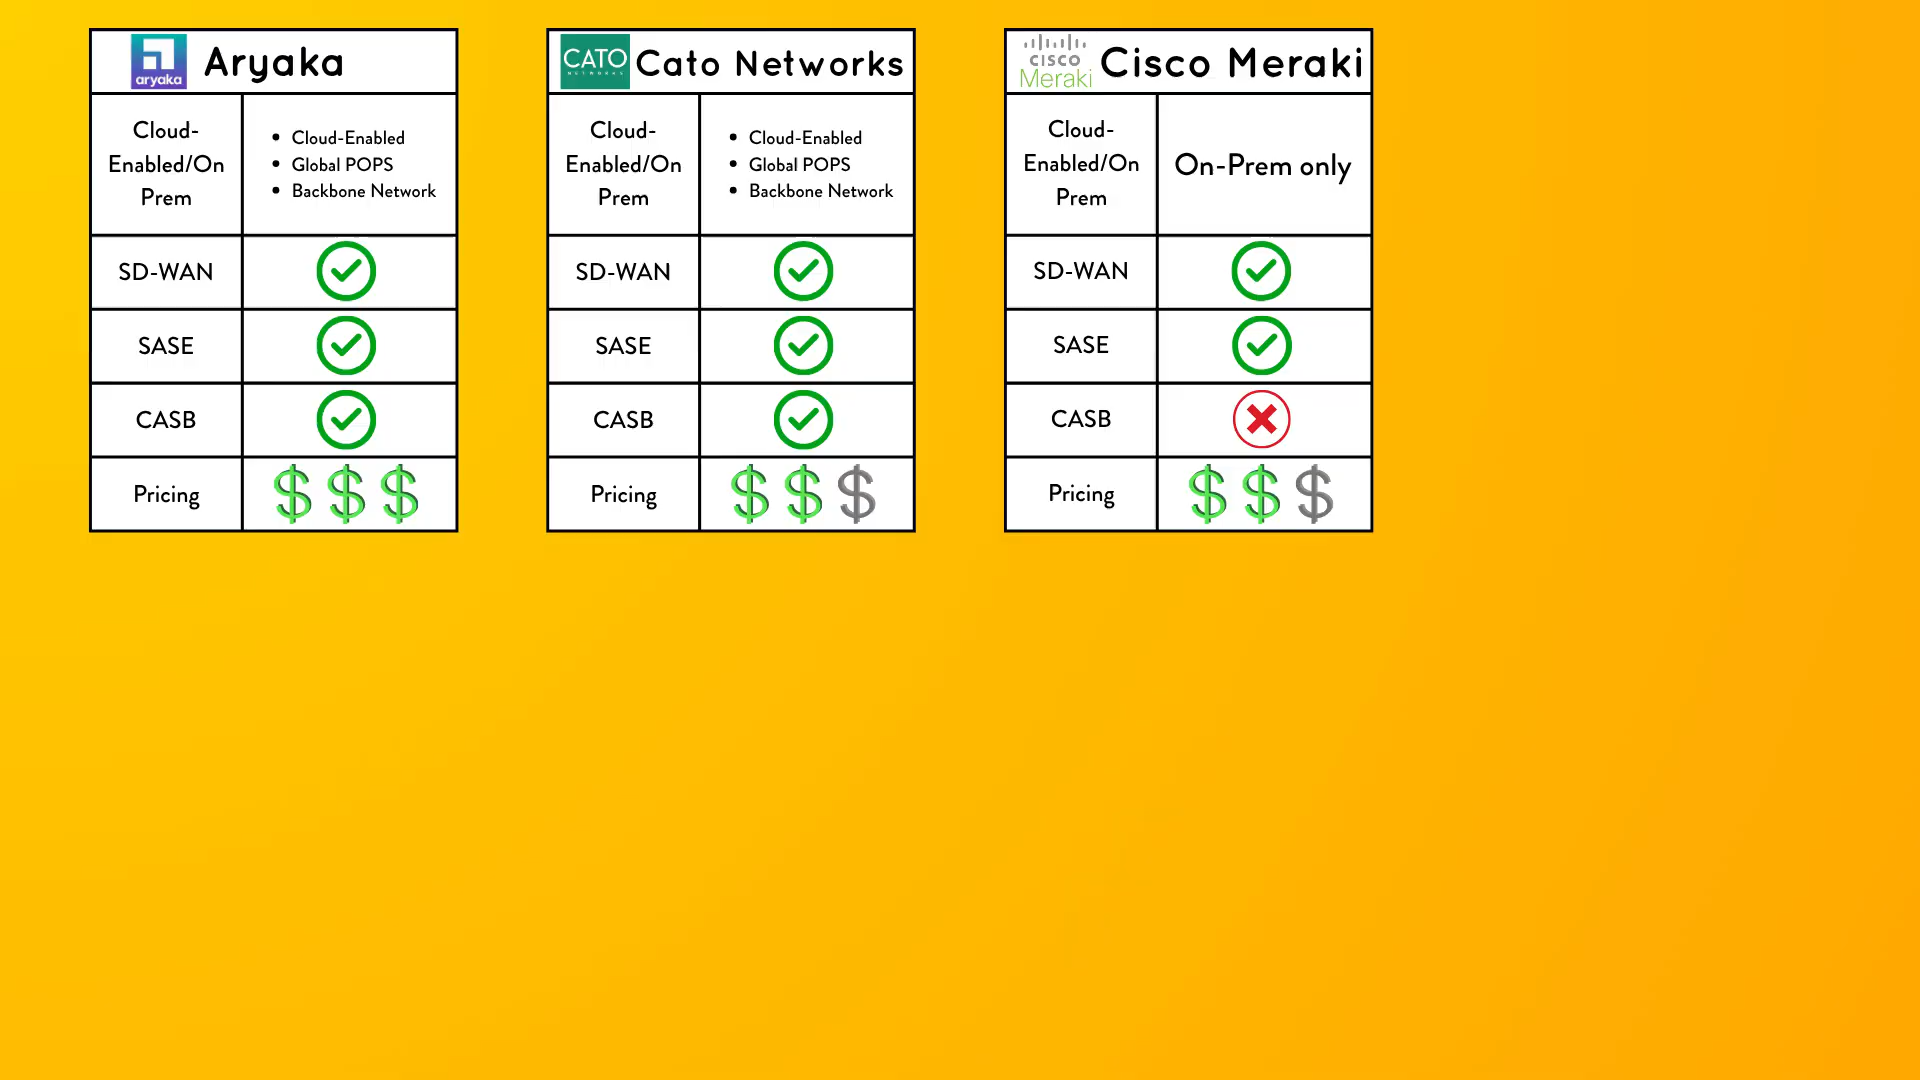 aryaka
Aryaka
Cloud-
Enabled/On
Prem
• Cloud-Enabled
• Global POPS
• Backbone Network
SD-WAN
SASE
CASB
Pricing
$ $ $
CATO
NETWORKS
Cato Networks
Cloud-
Enabled/On
Prem
• Cloud-Enabled
• Global POPS
• Backbone Network
SD-WAN
SASE
CASB
Pricing
$ $ $
CISCO
Meraki
Cisco Meraki
Cloud-
Enabled/On
Prem
On-Prem only
SD-WAN
SASE
CASB
Pricing
$ $ $